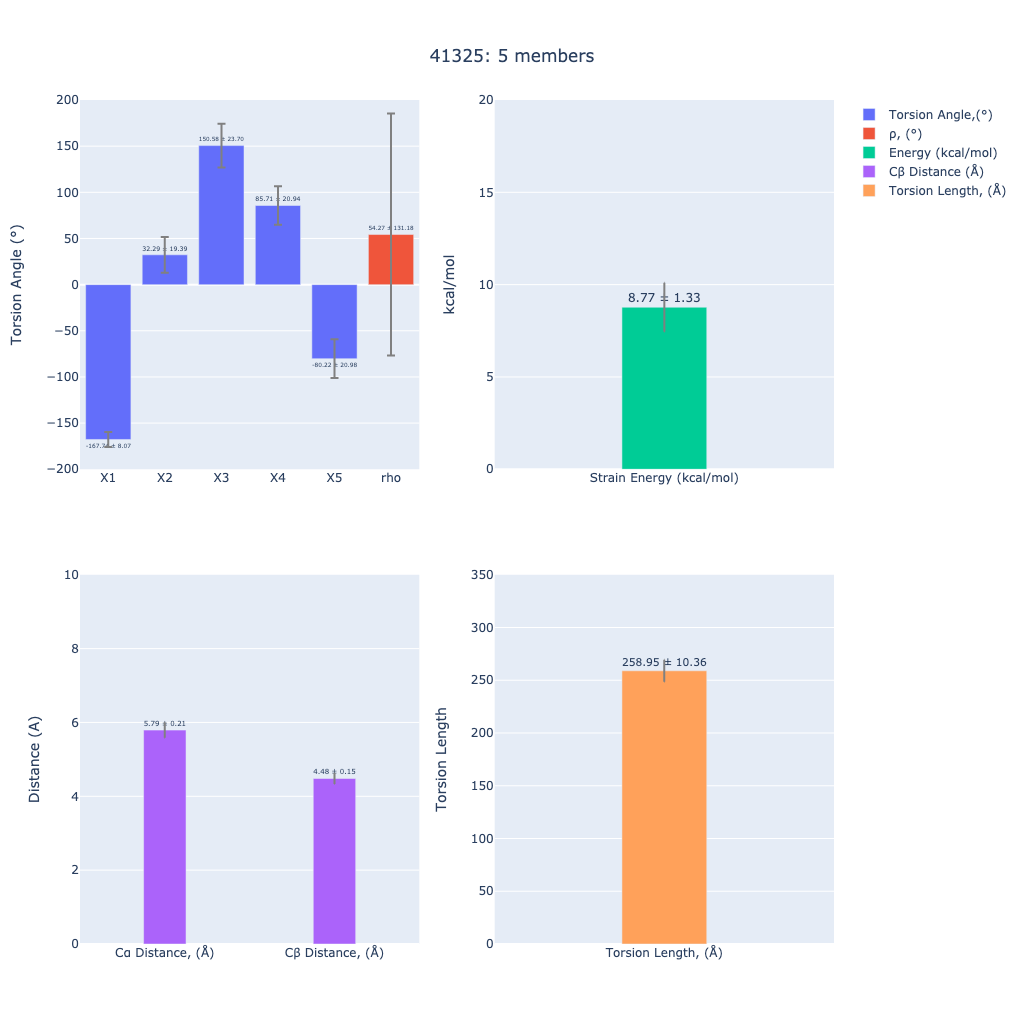 41325: 5 members
Torsion Angle (°)
200
150
100
50
0
−50
−100
−150
−200
32.29 ± 19.39
150.58 ± 23.70
85.71 ± 20.94
-80.22 ± 20.98
54.27 ± 131.18
X1 X2 X3 X4 X5 rho
kcal/mol
20
15
10
5
0
8.77 ± 1.33
Strain Energy (kcal/mol)
Torsion Angle,(°)
ρ, (°)
Energy (kcal/mol)
Cβ Distance (Å)
Torsion Length, (Å)
Distance (A)
10
8
6
4
2
0
5.79 ± 0.21
4.48 ± 0.15
Cα Distance, (Å) Cβ Distance, (Å)
Torsion Length
350
300
250
200
150
100
50
0
258.95 ± 10.36
Torsion Length, (Å)